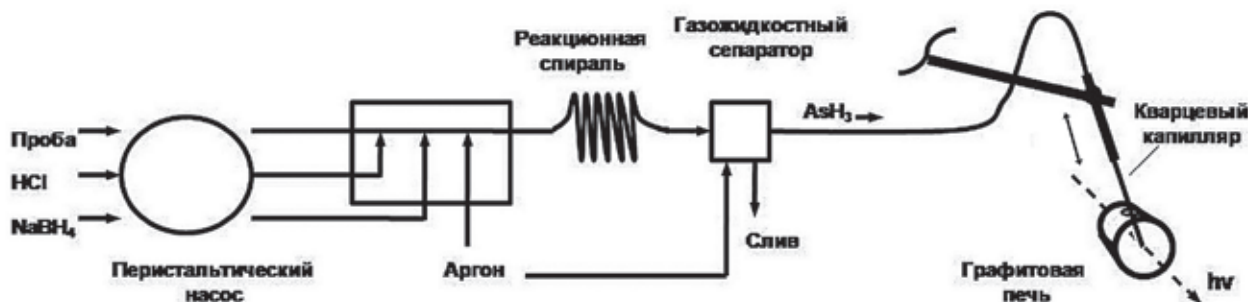 Реакционная
спираль
Газожидкостный
сепаратор
Проба
HCl
NaBH₄
AsH₃
Кварцевый
капилляр
Перистальтический
насос
Аргон
Слив
Графитовая
печь
hv